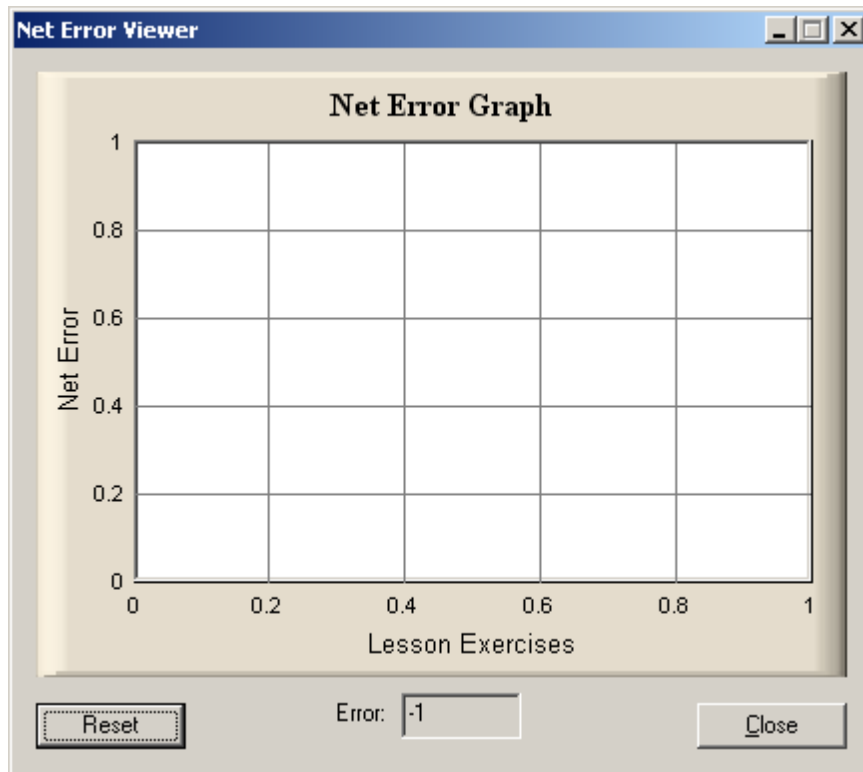 Net Error Viewer
Net Error Graph
1
0.8
0.6
0.4
0.2
0
Net Error
0 0.2 0.4 0.6 0.8 1
Lesson Exercises
Reset
Error: -1
Close